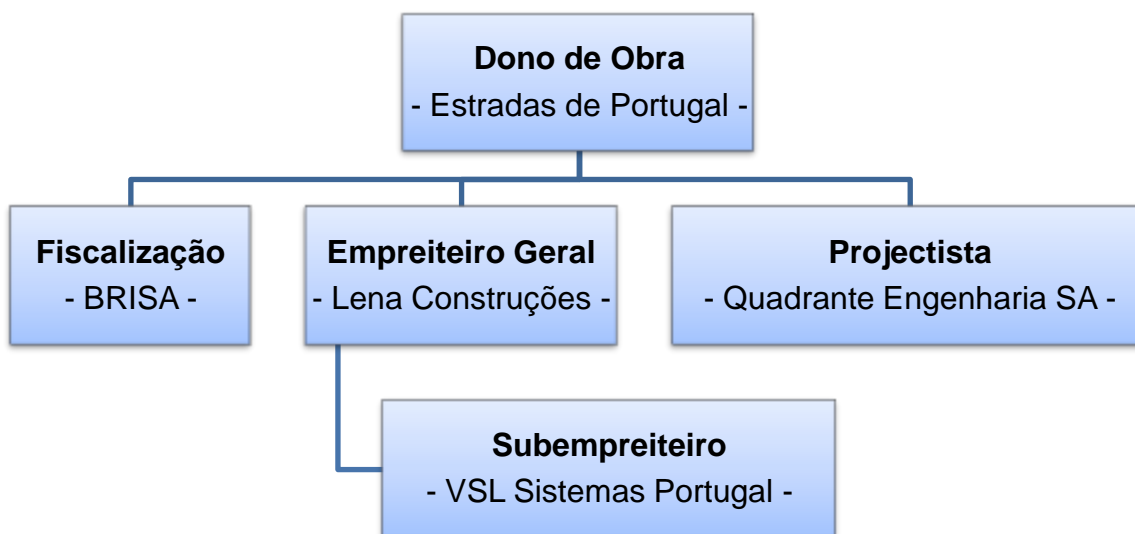 Dono de Obra
- Estradas de Portugal -
Fiscalização
- BRISA -
Empreiteiro Geral
- Lena Construções -
Projectista
- Quadrante Engenharia SA -
Subempreiteiro
- VSL Sistemas Portugal -